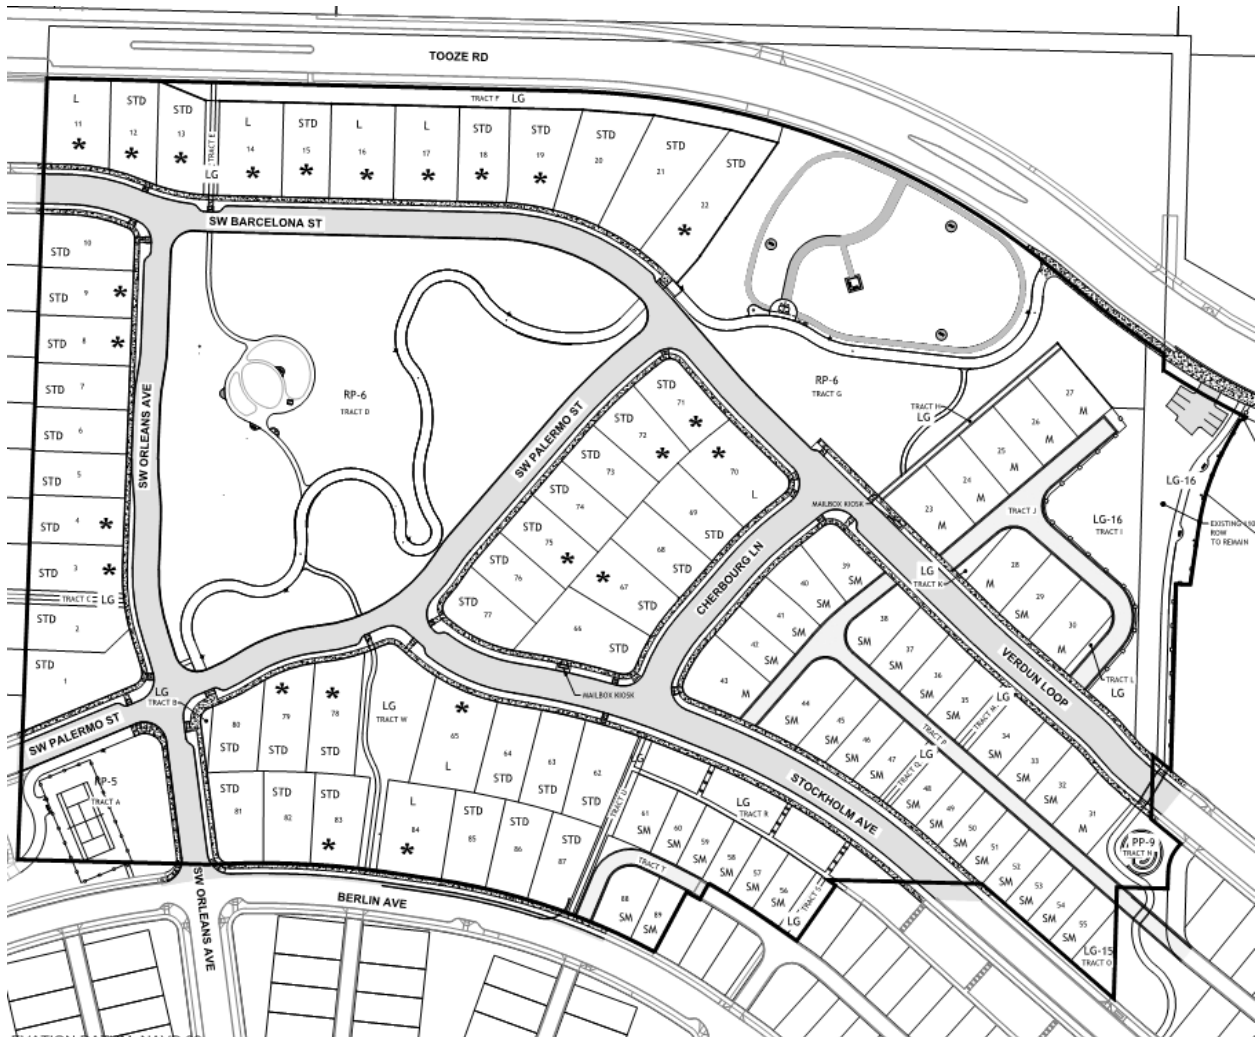 TOOZE RD
TRACT F LG
L
11
*
STD
12
*
STD
13
*
TRACT E
LG
L
14
*
STD
15
*
L
16
*
L
17
*
STD
18
*
STD
19
*
STD
20
STD
21
STD
22
*
SW BARCELONA ST
STD 10
STD 9 *
STD 8 *
STD 7
STD 6
STD 5
STD 4 *
STD 3 *
TRACT C LG
STD 2
STD 1
SW ORLEANS AVE
RP-6
TRACT D
SW PALERMO ST
RP-6
TRACT G
TRACT H
LG
STD
71
*
STD
72
*
STD
73
STD
74
STD
75
*
STD
76
STD
77
*
70
L
69
STD
68
STD
*
67
STD
66
STD
MAILBOX KIOSK
MAILBOX KIOSK
CHERBOURG LN
27
M
26
M
25
M
24
M
23
M
TRACT J
LG-16
TRACT I
LG-16
EXISTING
ROW
TO REMAIN
LG
TRACT K
28
M
29
SM
30
SM
M
TRACT L
LG
VERDUN LOOP
39
SM
40
41
SM
42
SM
43
M
38
SM
37
SM
36
SM
35
SM
LG
TRACT M
34
SM
33
SM
32
SM
31
M
TRACT P
LG
44
SM
45
SM
46
SM
47
SM
TRACT Q
48
SM
49
SM
50
SM
51
SM
52
SM
53
SM
54
SM
55
SM
LG-15
TRACT O
PP-9
TRACT N
STOCKHOLM AVE
LG
TRACT B
SW PALERMO ST
RP-5
TRACT A
80
STD
*
79
STD
*
78
STD
LG
TRACT W
*
65
L
64
STD
63
STD
62
STD
STD
81
STD
82
STD
83
*
L
84
*
STD
85
STD
86
STD
87
TRACT U
LG
61
SM
60
SM
59
SM
58
SM
57
SM
56
SM
LG
TRACT R
TRACT S
LG
TRACT T
88
SM
89
SM
BERLIN AVE
SW ORLEANS AVE